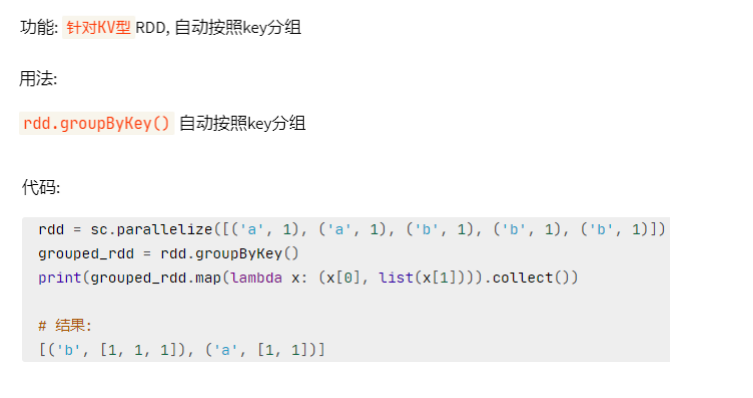 功能: 针对KV型 RDD, 自动按照key分组
用法:
rdd.groupByKey() 自动按照key分组
代码:
rdd = sc.parallelize([('a', 1), ('a', 1), ('b', 1), ('b', 1), ('b', 1)])
grouped_rdd = rdd.groupByKey()
print(grouped_rdd.map(lambda x: (x[0], list(x[1]))).collect())
# 结果:
[('b', [1, 1, 1]), ('a', [1, 1])]